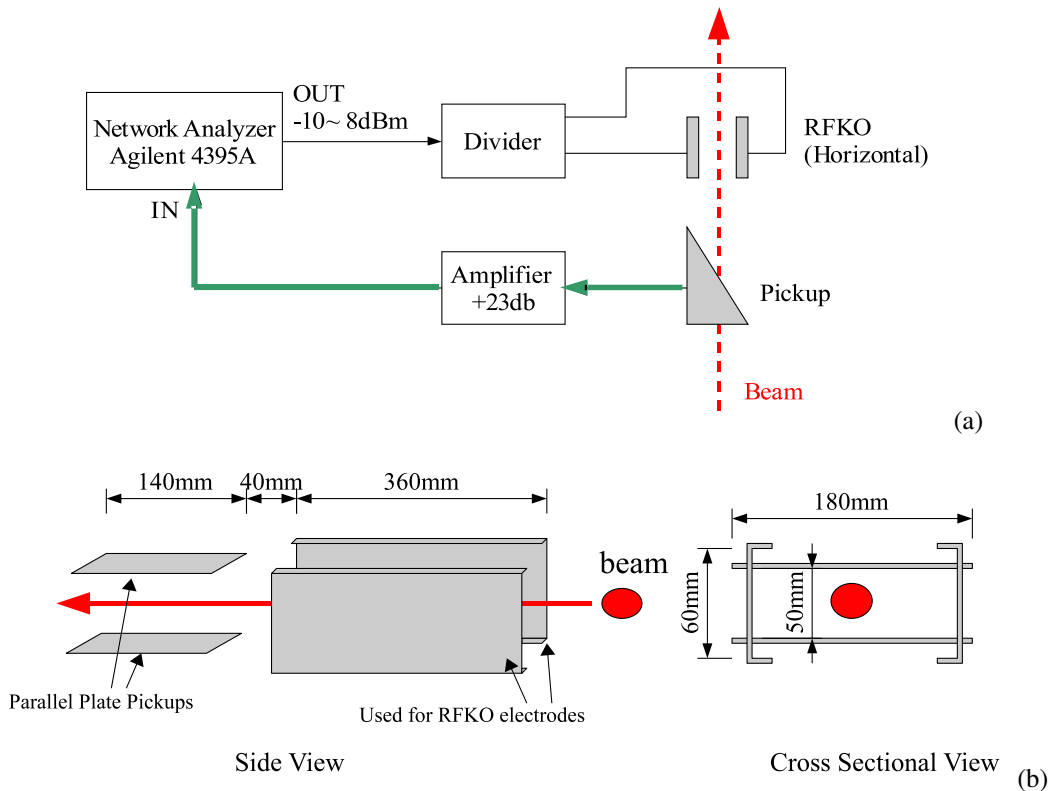 Network Analyzer
Agilent 4395A
OUT
-10~ 8dBm
Divider
RFKO
(Horizontal)
IN
Amplifier
+23db
Pickup
Beam
(a)
140mm
40mm
360mm
180mm
beam
60mm
50mm
Parallel Plate Pickups
Used for RFKO electrodes
Side View
Cross Sectional View
(b)